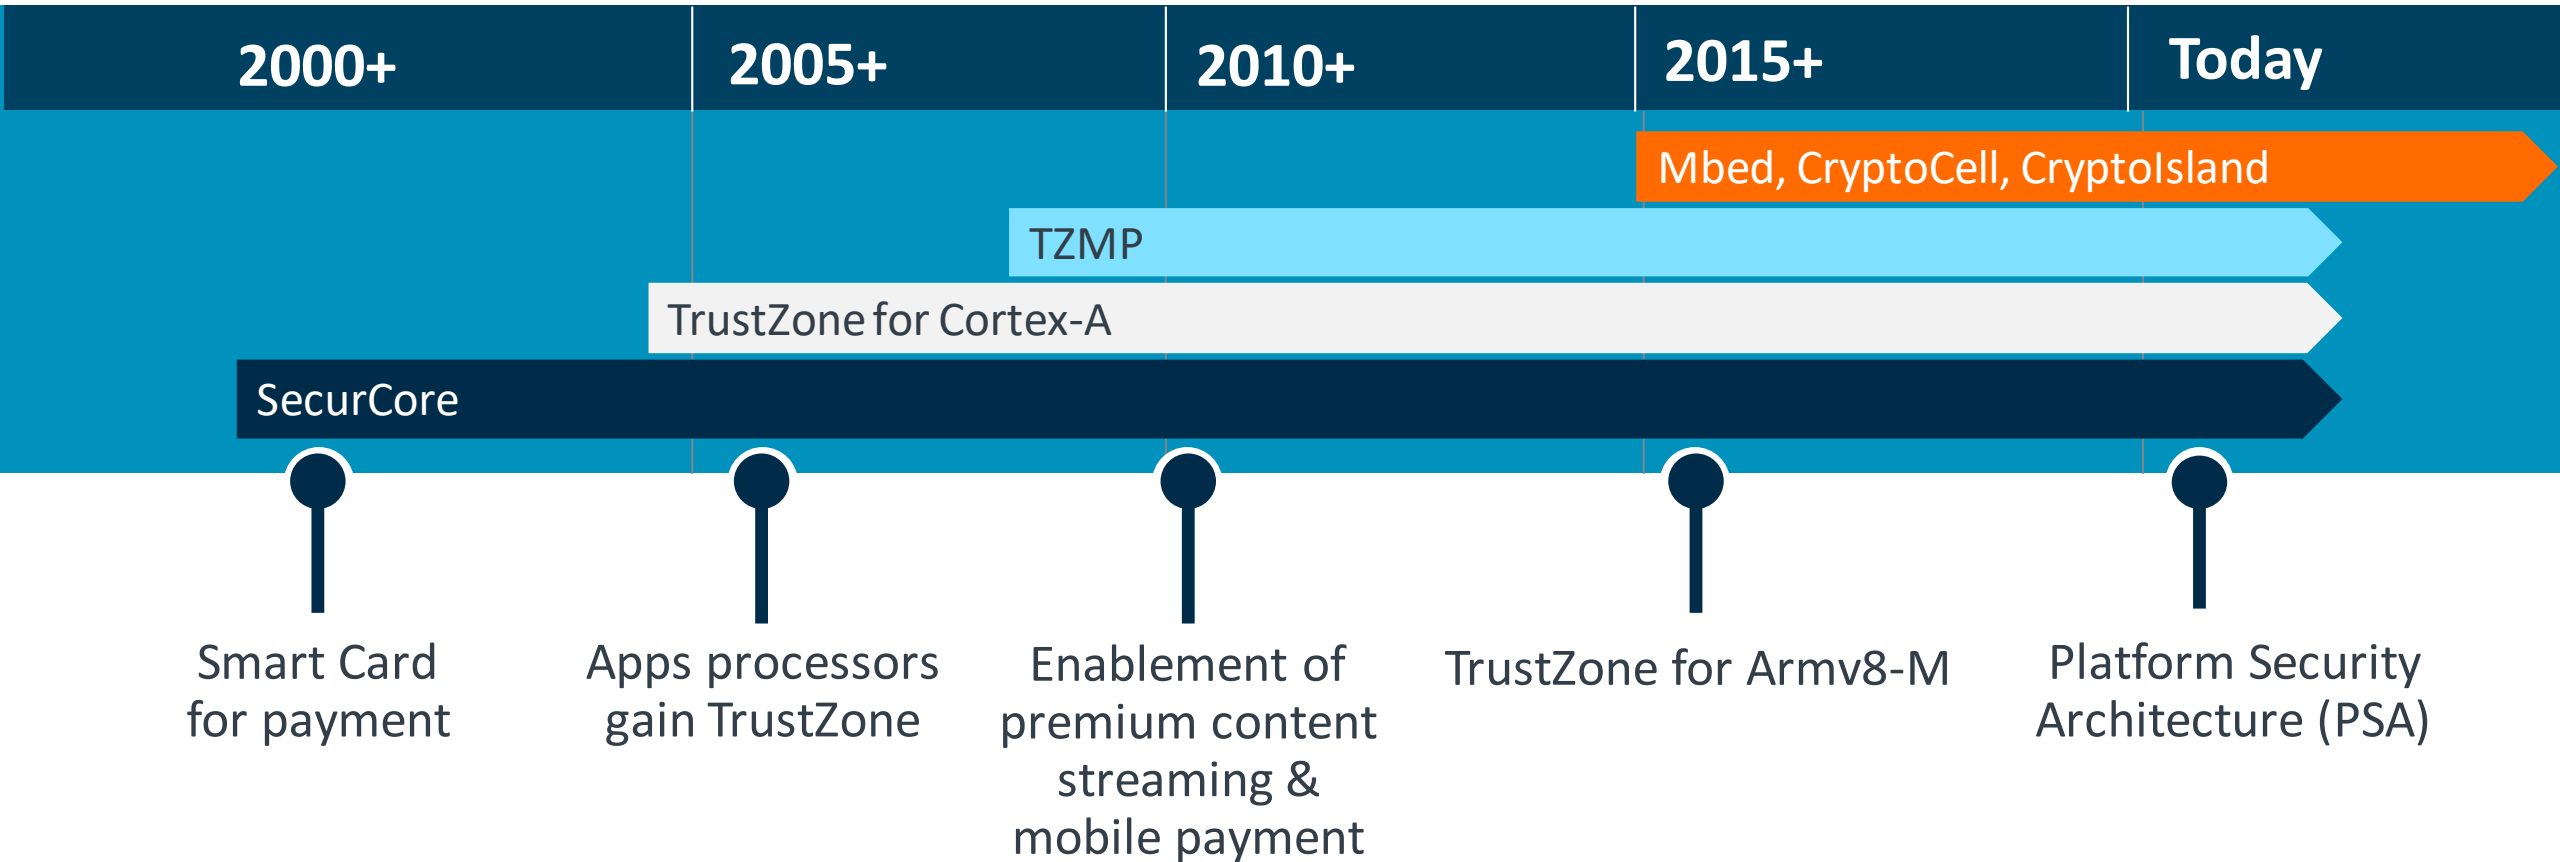 2000+
2005+
2010+
2015+
Today
Mbed, CryptoCell, CryptoIsland
TZMP
TrustZone for Cortex-A
SecurCore
Smart Card
for payment
Apps processors
gain TrustZone
Enablement of
premium content
streaming &
mobile payment
TrustZone for Armv8-M
Platform Security
Architecture (PSA)